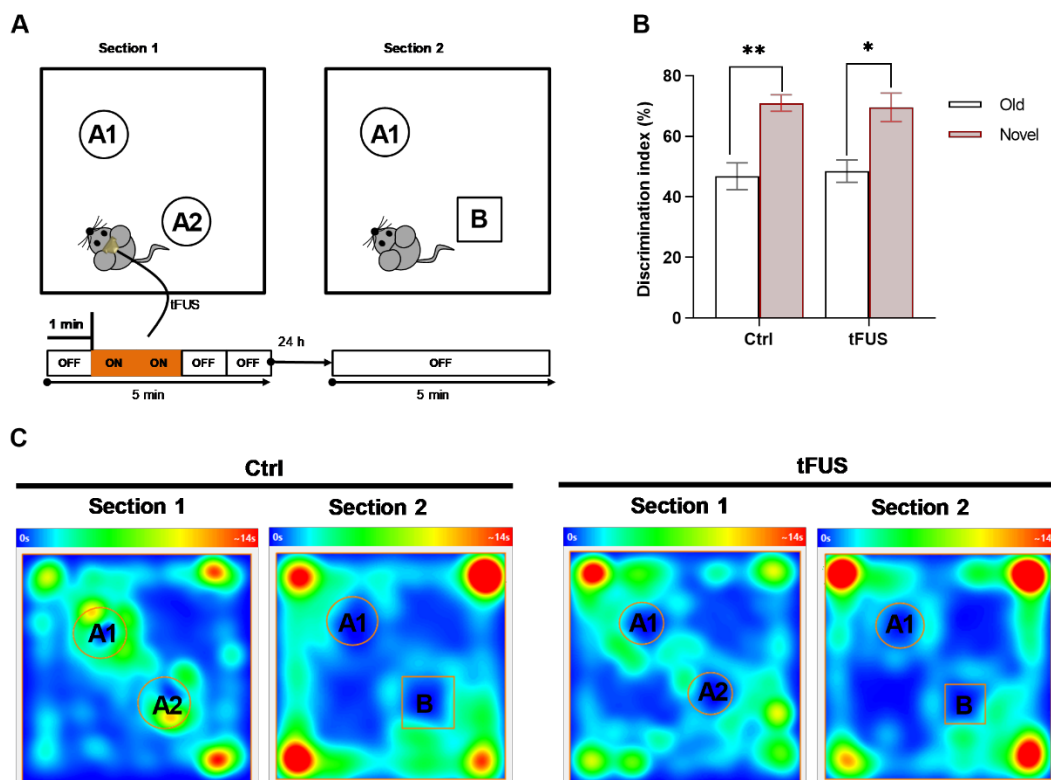 A
Section 1
Section 2
A1
A2
tFUS
1 min
OFF ON ON OFF OFF
5 min
24 h
A1
B
OFF
5 min
B
** *
Discrimination index (%)
80
60
40
20
0
Ctrl tFUS
Old
Novel
C
Ctrl
tFUS
Section 1 Section 2
Section 1 Section 2
0s ~14s
0s ~14s
0s ~14s
0s ~14s
A1
A2
A1
B
A1
A2
A1
B